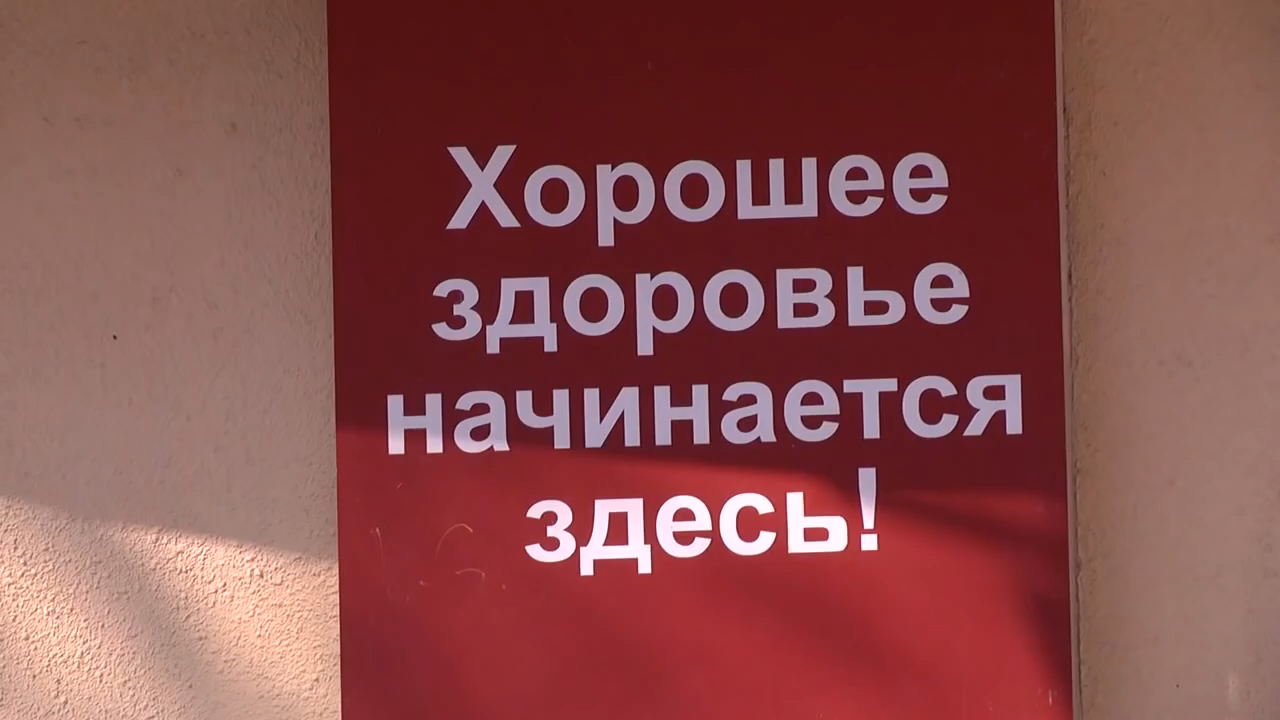 Хорошее
здоровье
начинается
здесь!